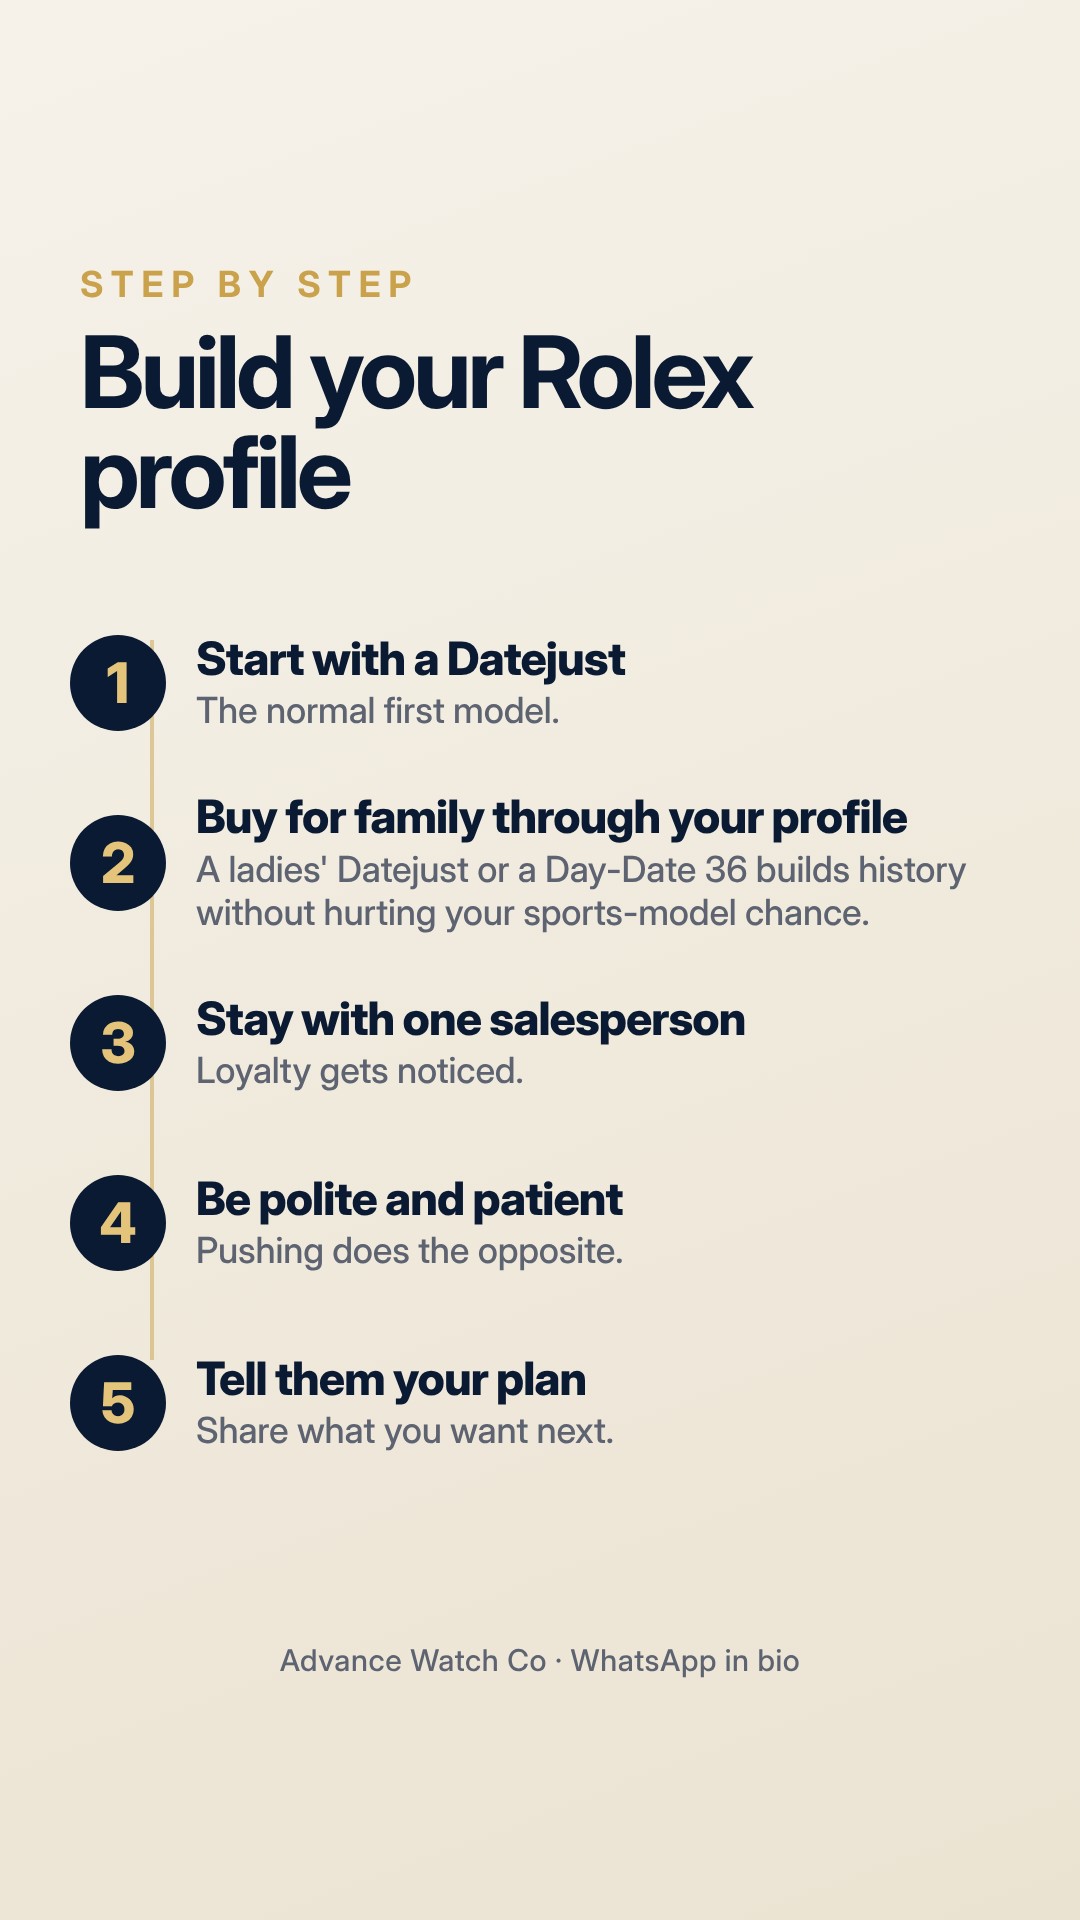 STEP BY STEP
Build your Rolex
profile
1
Start with a Datejust
The normal first model.
2
Buy for family through your profile
A ladies' Datejust or a Day-Date 36 builds history
without hurting your sports-model chance.
3
Stay with one salesperson
Loyalty gets noticed.
4
Be polite and patient
Pushing does the opposite.
5
Tell them your plan
Share what you want next.
Advance Watch Co · WhatsApp in bio